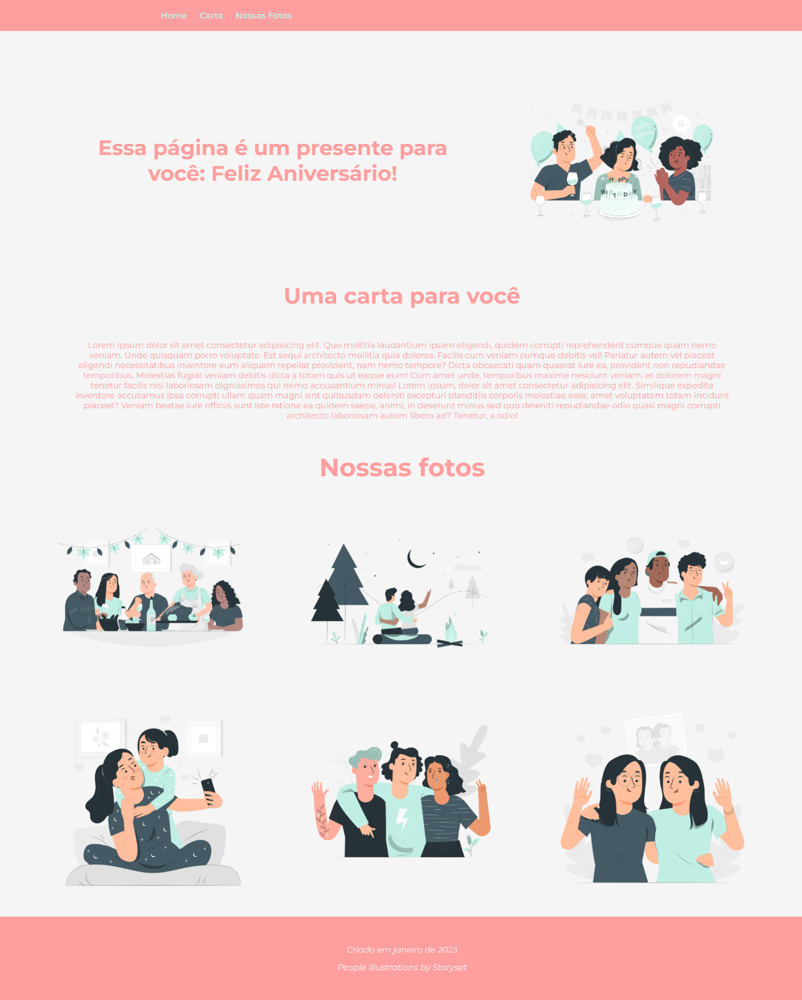 Home Carta Nossas Fotos
Essa página é um presente para
você: Feliz Aniversário!
HAPPY
BIRTHDAY
HAPPY
BIRTHDAY
Uma carta para você
Lorem ipsum dolor sit amet consectetur adipisicing elit. Quo mollitia laudantium ipsam eligendi, quidem corrupti reprehenderit cumque quam nemo
veniam. Unde quisquam porro voluptate. Est sequi architecto mollitia quia dolores. Facilis cum veniam cumque debitis vel! Pariatur autem vel placeat
eligendi necessitatibus inventore eum aliquam repellat provident, nam nemo tempore? Dicta obcaecati quam quaerat iure ea, provident non repudiandae
temporibus. Molestias fugiat veniam debitis dicta a totam quis ut eaque eum! Cum amet unde, temporibus maxime nesciunt veniam, et dolorem magni
tenetur facilis nisi laboriosam dignissimos qui nemo accusantium minus! Lorem ipsum, dolor sit amet consectetur adipisicing elit. Similique expedita
inventore accusamus ipsa corrupti ullam quam magni sint quibusdam deleniti excepturi blanditiis corporis molestiae esse, amet voluptatem totam incidunt
placeat? Veniam beatae iure officiis sunt iste ratione ea quidem saepe, animi, in deserunt minus sed quo deleniti repudiandae odio quasi magni corrupti
architecto laboriosam autem libero ad? Tenetur, a odio!
Nossas fotos
Criado em janeiro de 2023
People illustrations by Storyset